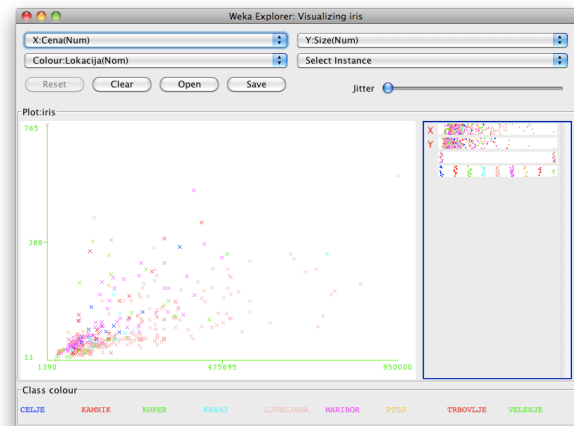 Weka Explorer: Visualizing iris
X:Cena(Num) Y:Size(Num)
Colour:Lokacija(Nom) Select Instance
Reset Clear Open Save Jitter
Plot:iris
765
388
11
1390 475695 950000
X
Y
Class colour
CELJE KAMNIK KOPER KRANJ LJUBLJANA MARIBOR PTUJ TRBOVLJE VELENJE